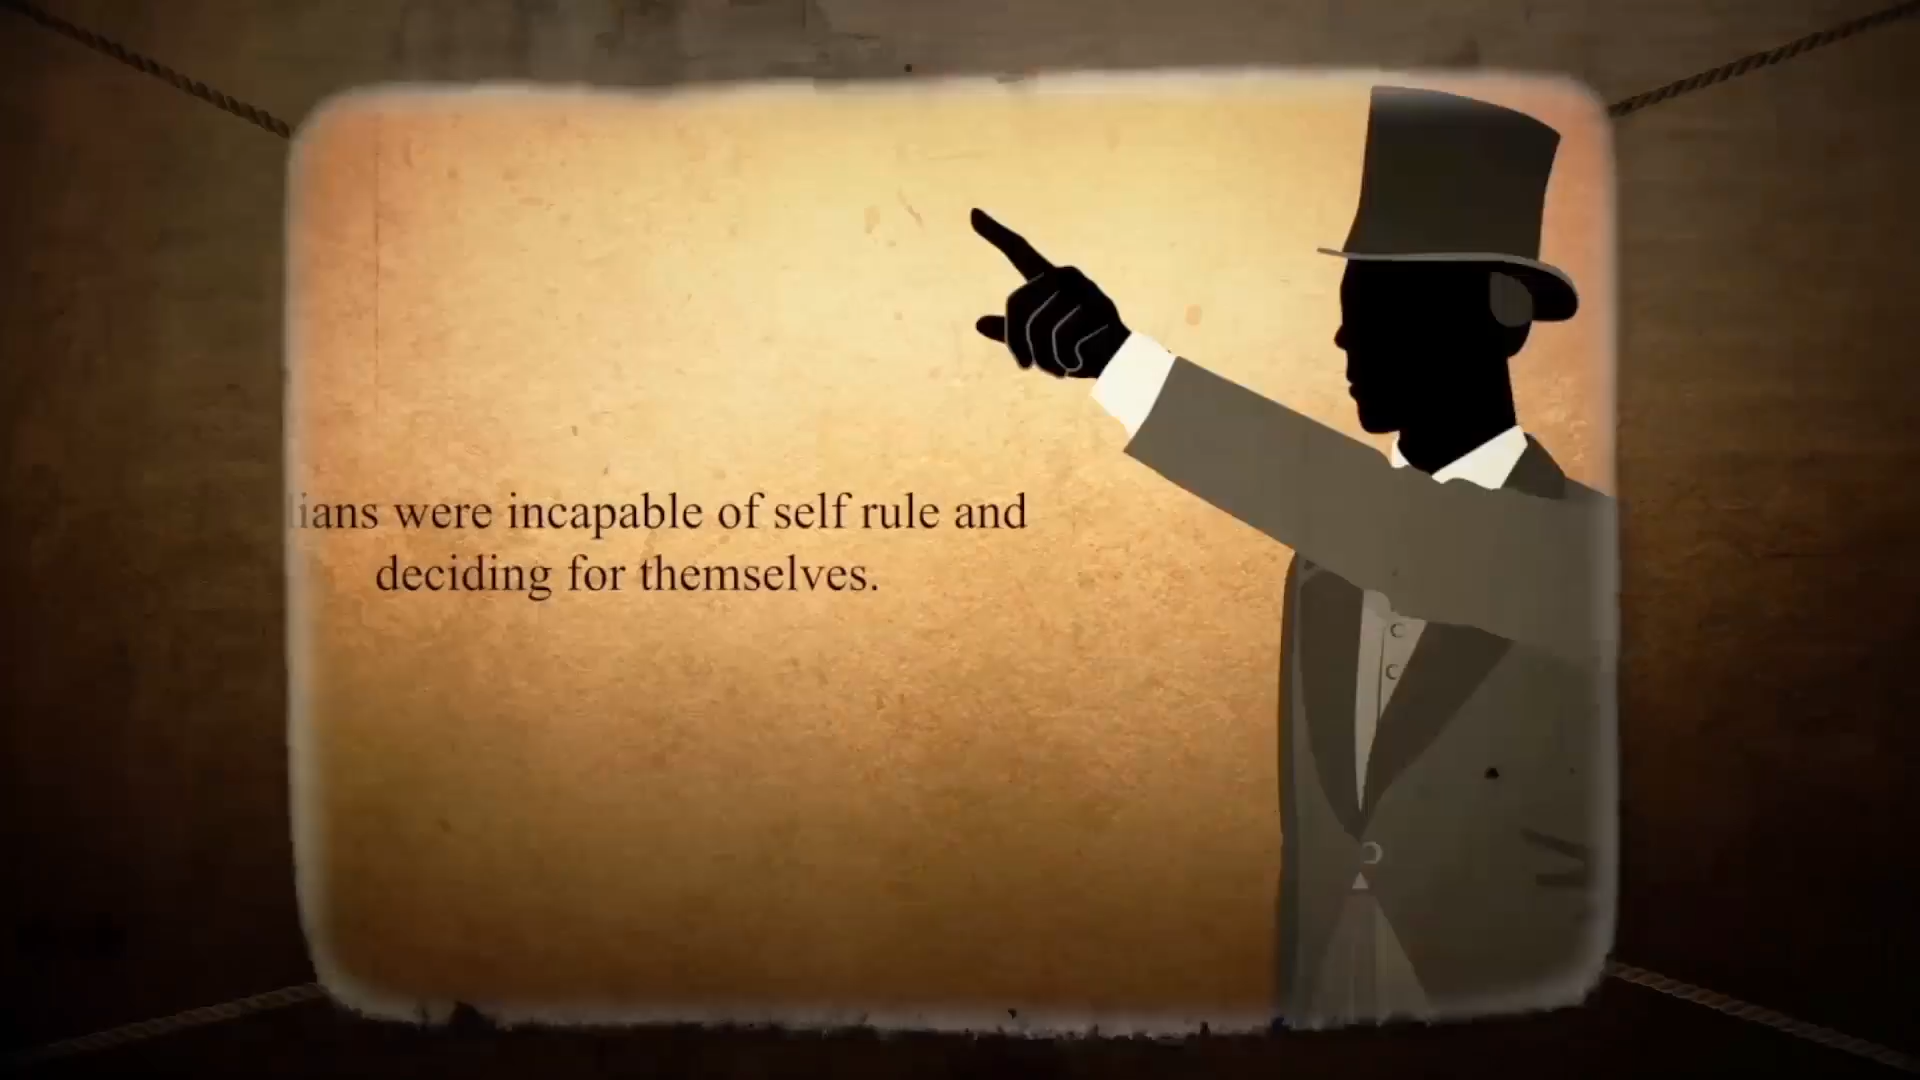 lians were incapable of self rule and
deciding for themselves.